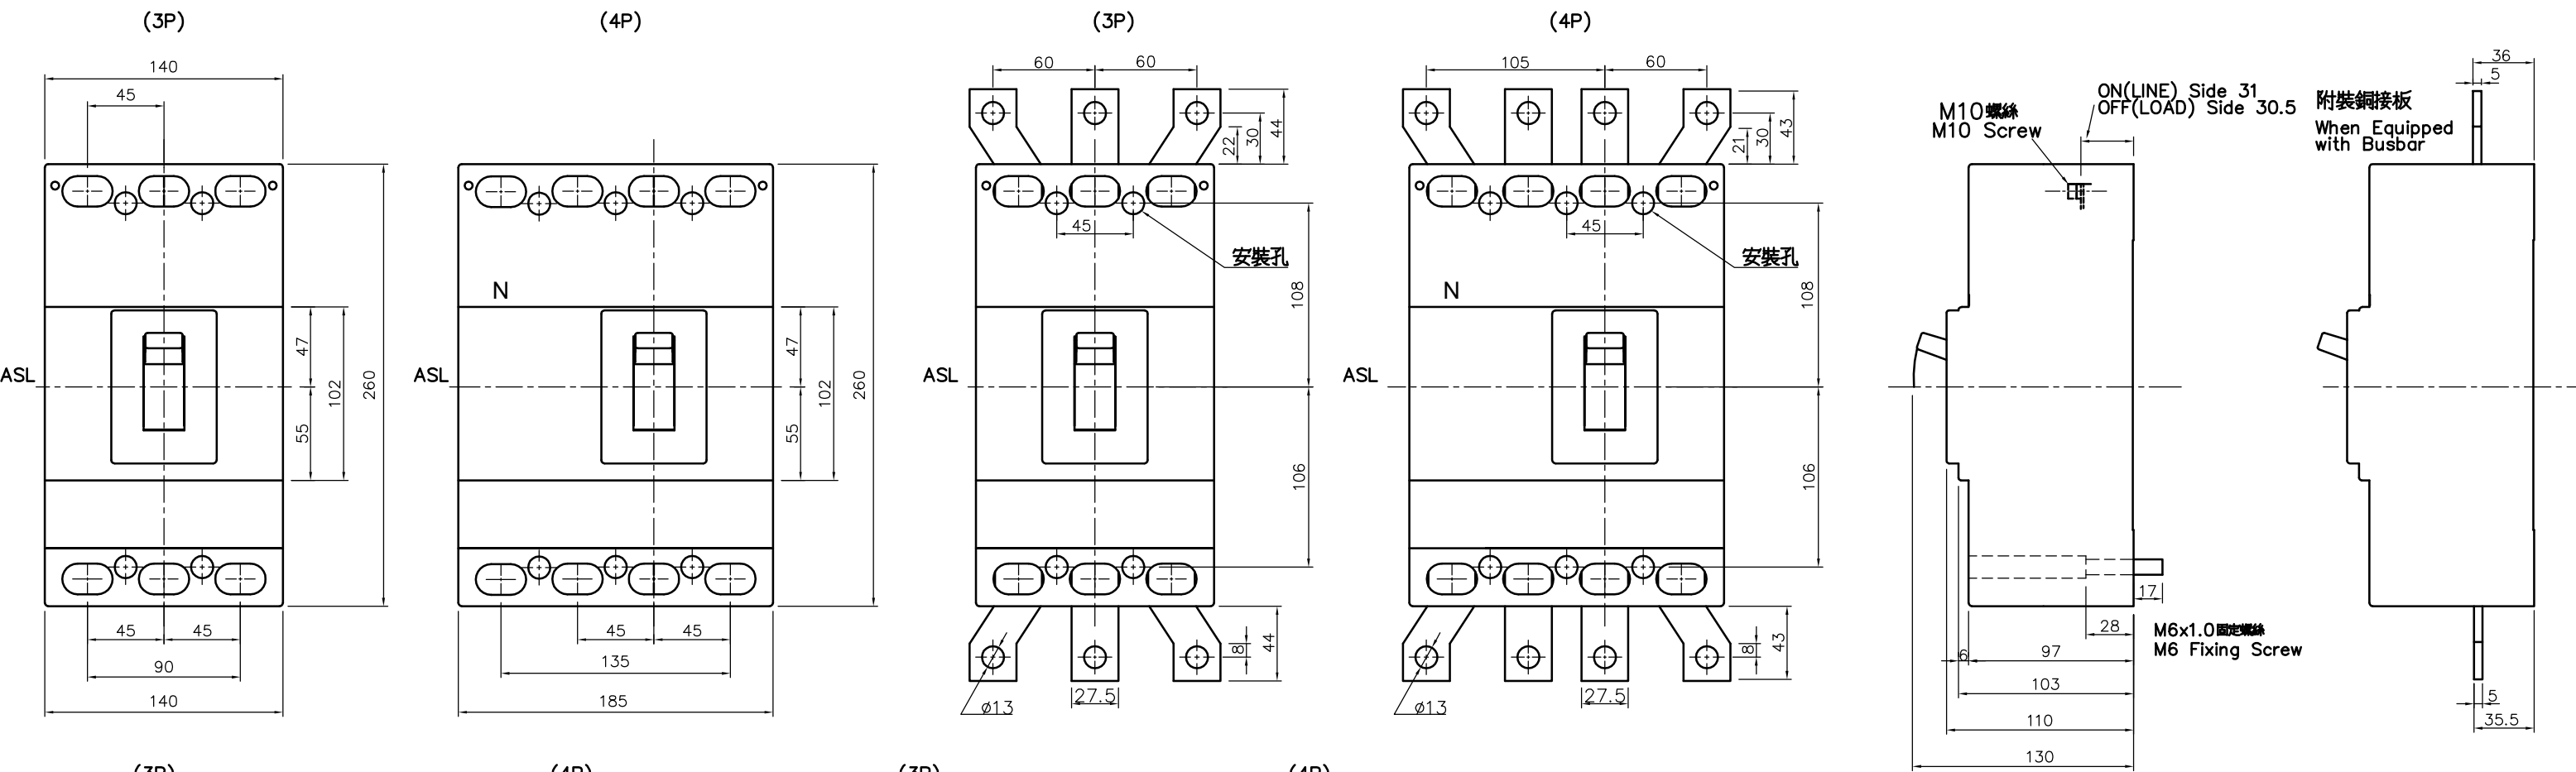 (3P)
(4P)
(3P)
(4P)
140
45
ASL
47
102
260
55
45 45
90
140
N
ASL
47
102
260
55
45 45
135
185
60 60
22
30
44
45
安裝孔
108
ASL
106
8
44
ø13
27.5
105 60
21
30
43
45
安裝孔
N
108
ASL
106
8
43
ø13
27.5
M10螺絲
M10 Screw
ON(LINE) Side 31
OFF(LOAD) Side 30.5
17
28
M6x1.0固定螺絲
M6 Fixing Screw
6
97
103
110
130
附裝銅接板
When Equipped
with Busbar
36
5
5
35.5
(3P)
(4P)
(3P)
(4P)